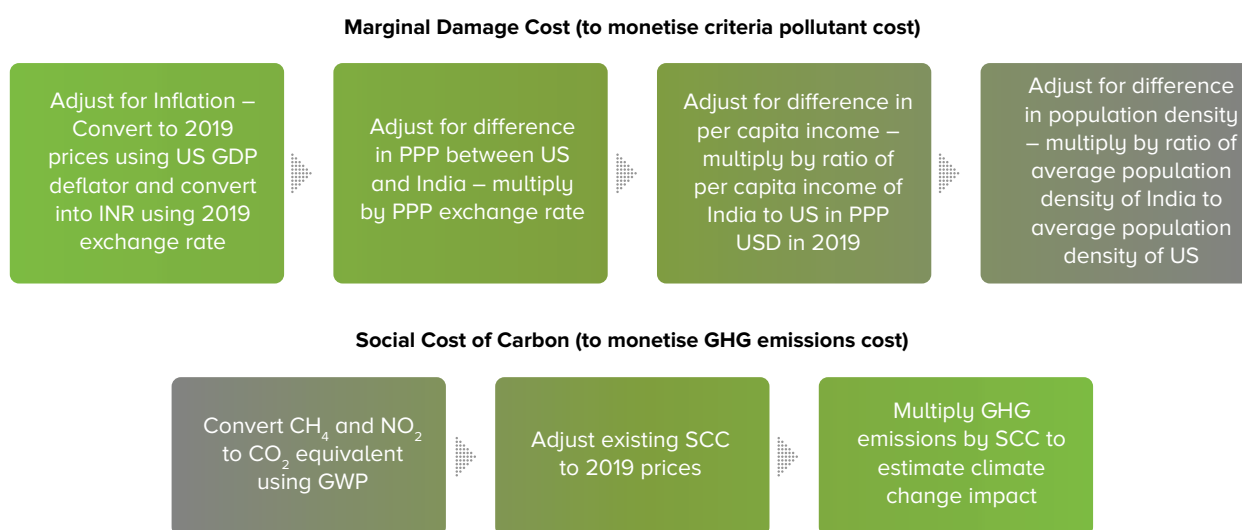 Marginal Damage Cost (to monetise criteria pollutant cost)
Adjust for Inflation –
Convert to 2019
prices using US GDP
deflator and convert
into INR using 2019
exchange rate
Adjust for difference
in PPP between US
and India – multiply
by PPP exchange rate
Adjust for difference in
per capita income –
multiply by ratio of
per capita income of
India to US in PPP
USD in 2019
Adjust for difference
in population density
– multiply by ratio of
average population
density of India to
average population
density of US
Social Cost of Carbon (to monetise GHG emissions cost)
Convert CH₄ and NO₂
to CO₂ equivalent
using GWP
Adjust existing SCC
to 2019 prices
Multiply GHG
emissions by SCC to
estimate climate
change impact